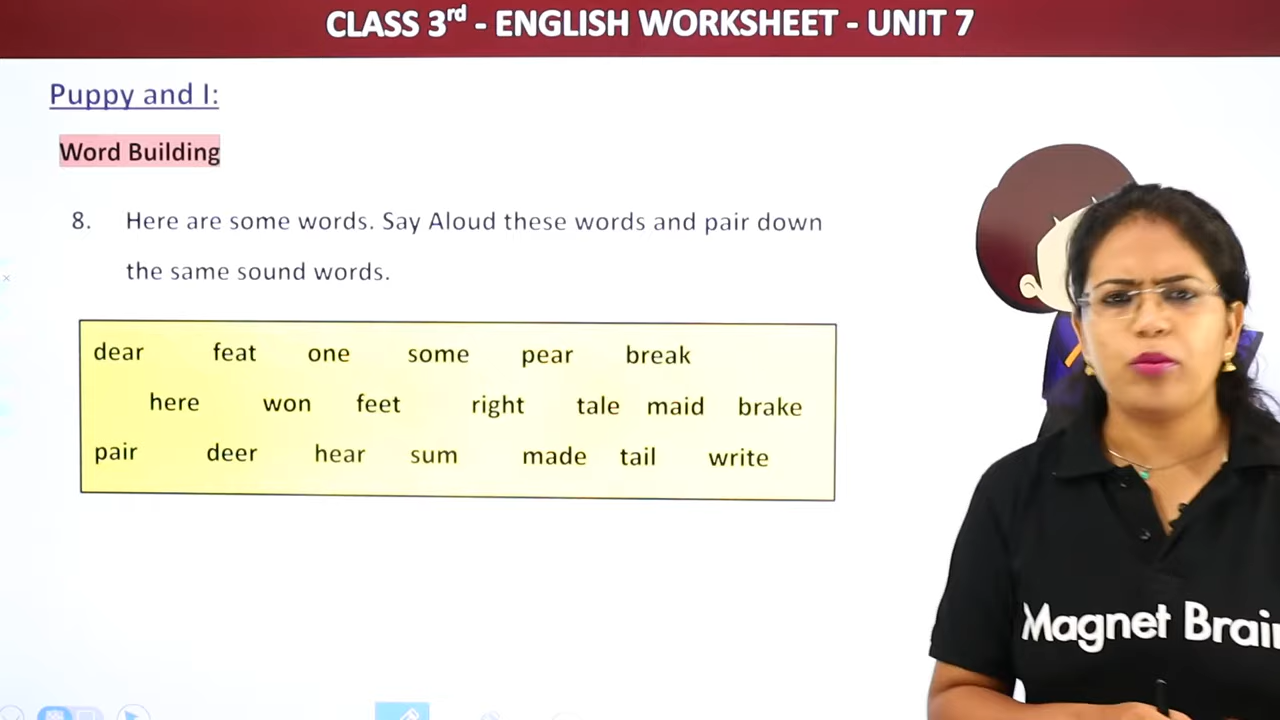 CLASS 3rd - ENGLISH WORKSHEET - UNIT 7
Puppy and I:
Word Building
8. Here are some words. Say Aloud these words and pair down
the same sound words.
dear feat one some pear break
here won feet right tale maid brake
pair deer hear sum made tail write
Magnet Brai